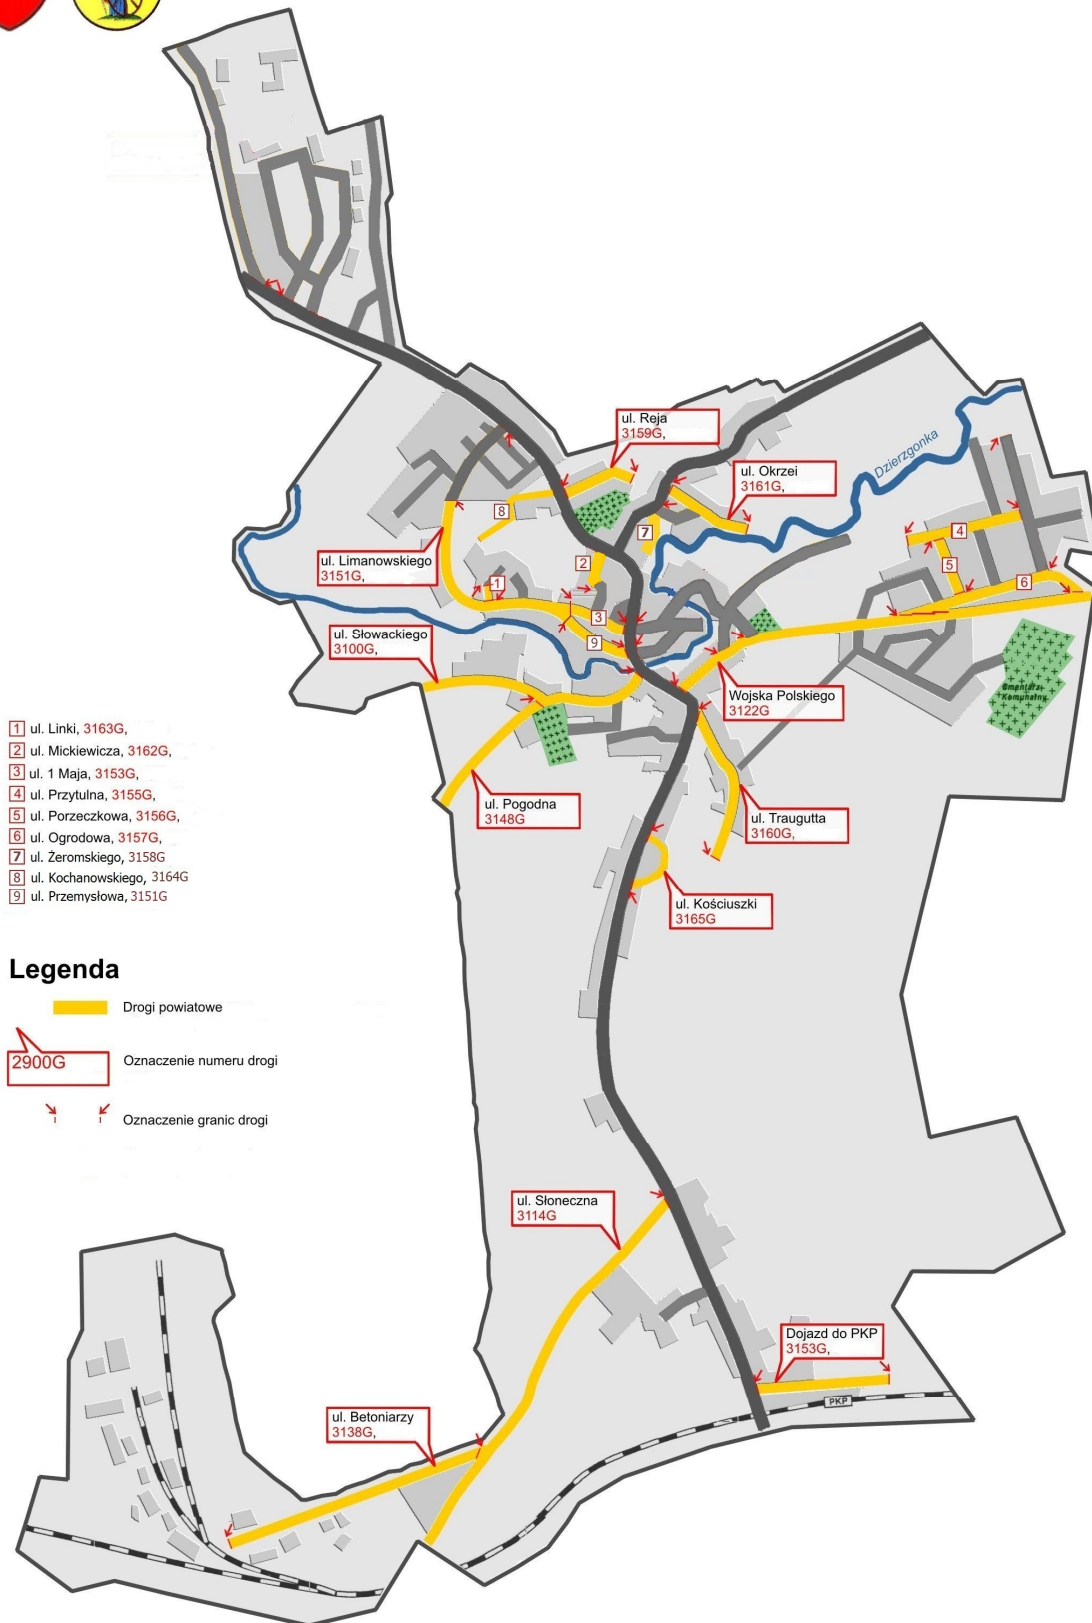 ul. Reja
3159G,
ul. Okrzei
3161G,
Dzierzgonka
8
7
4
2
5
ul. Limanowskiego
3151G,
1
6
3
ul. Słowackiego
3100G,
9
Cmentarz
Komunalny
Wojska Polskiego
3122G
1 ul. Linki, 3163G,
2 ul. Mickiewicza, 3162G,
3 ul. 1 Maja, 3153G,
4 ul. Przytulna, 3155G,
5 ul. Porzeczkowa, 3156G,
6 ul. Ogrodowa, 3157G,
7 ul. Żeromskiego, 3158G
8 ul. Kochanowskiego, 3164G
9 ul. Przemysłowa, 3151G
ul. Pogodna
3148G
ul. Traugutta
3160G,
ul. Kościuszki
3165G
Legenda
Drogi powiatowe
2900G
Oznaczenie numeru drogi
Oznaczenie granic drogi
ul. Słoneczna
3114G
Dojazd do PKP
3153G,
PKP
ul. Betoniarzy
3138G,